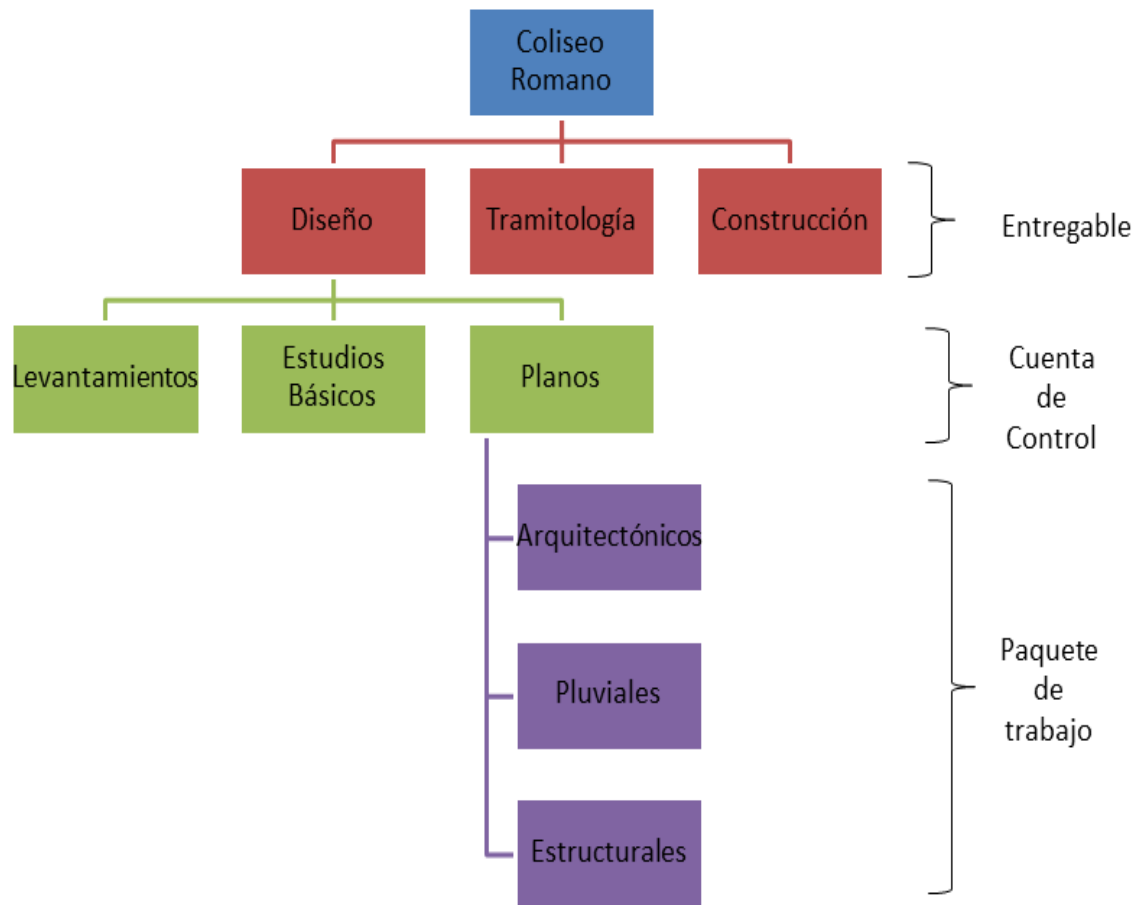 Coliseo
Romano
Diseño
Tramitología
Construcción
Entregable
Levantamientos
Estudios
Básicos
Planos
Cuenta
de
Control
Arquitectónicos
Pluviales
Estructurales
Paquete
de
trabajo